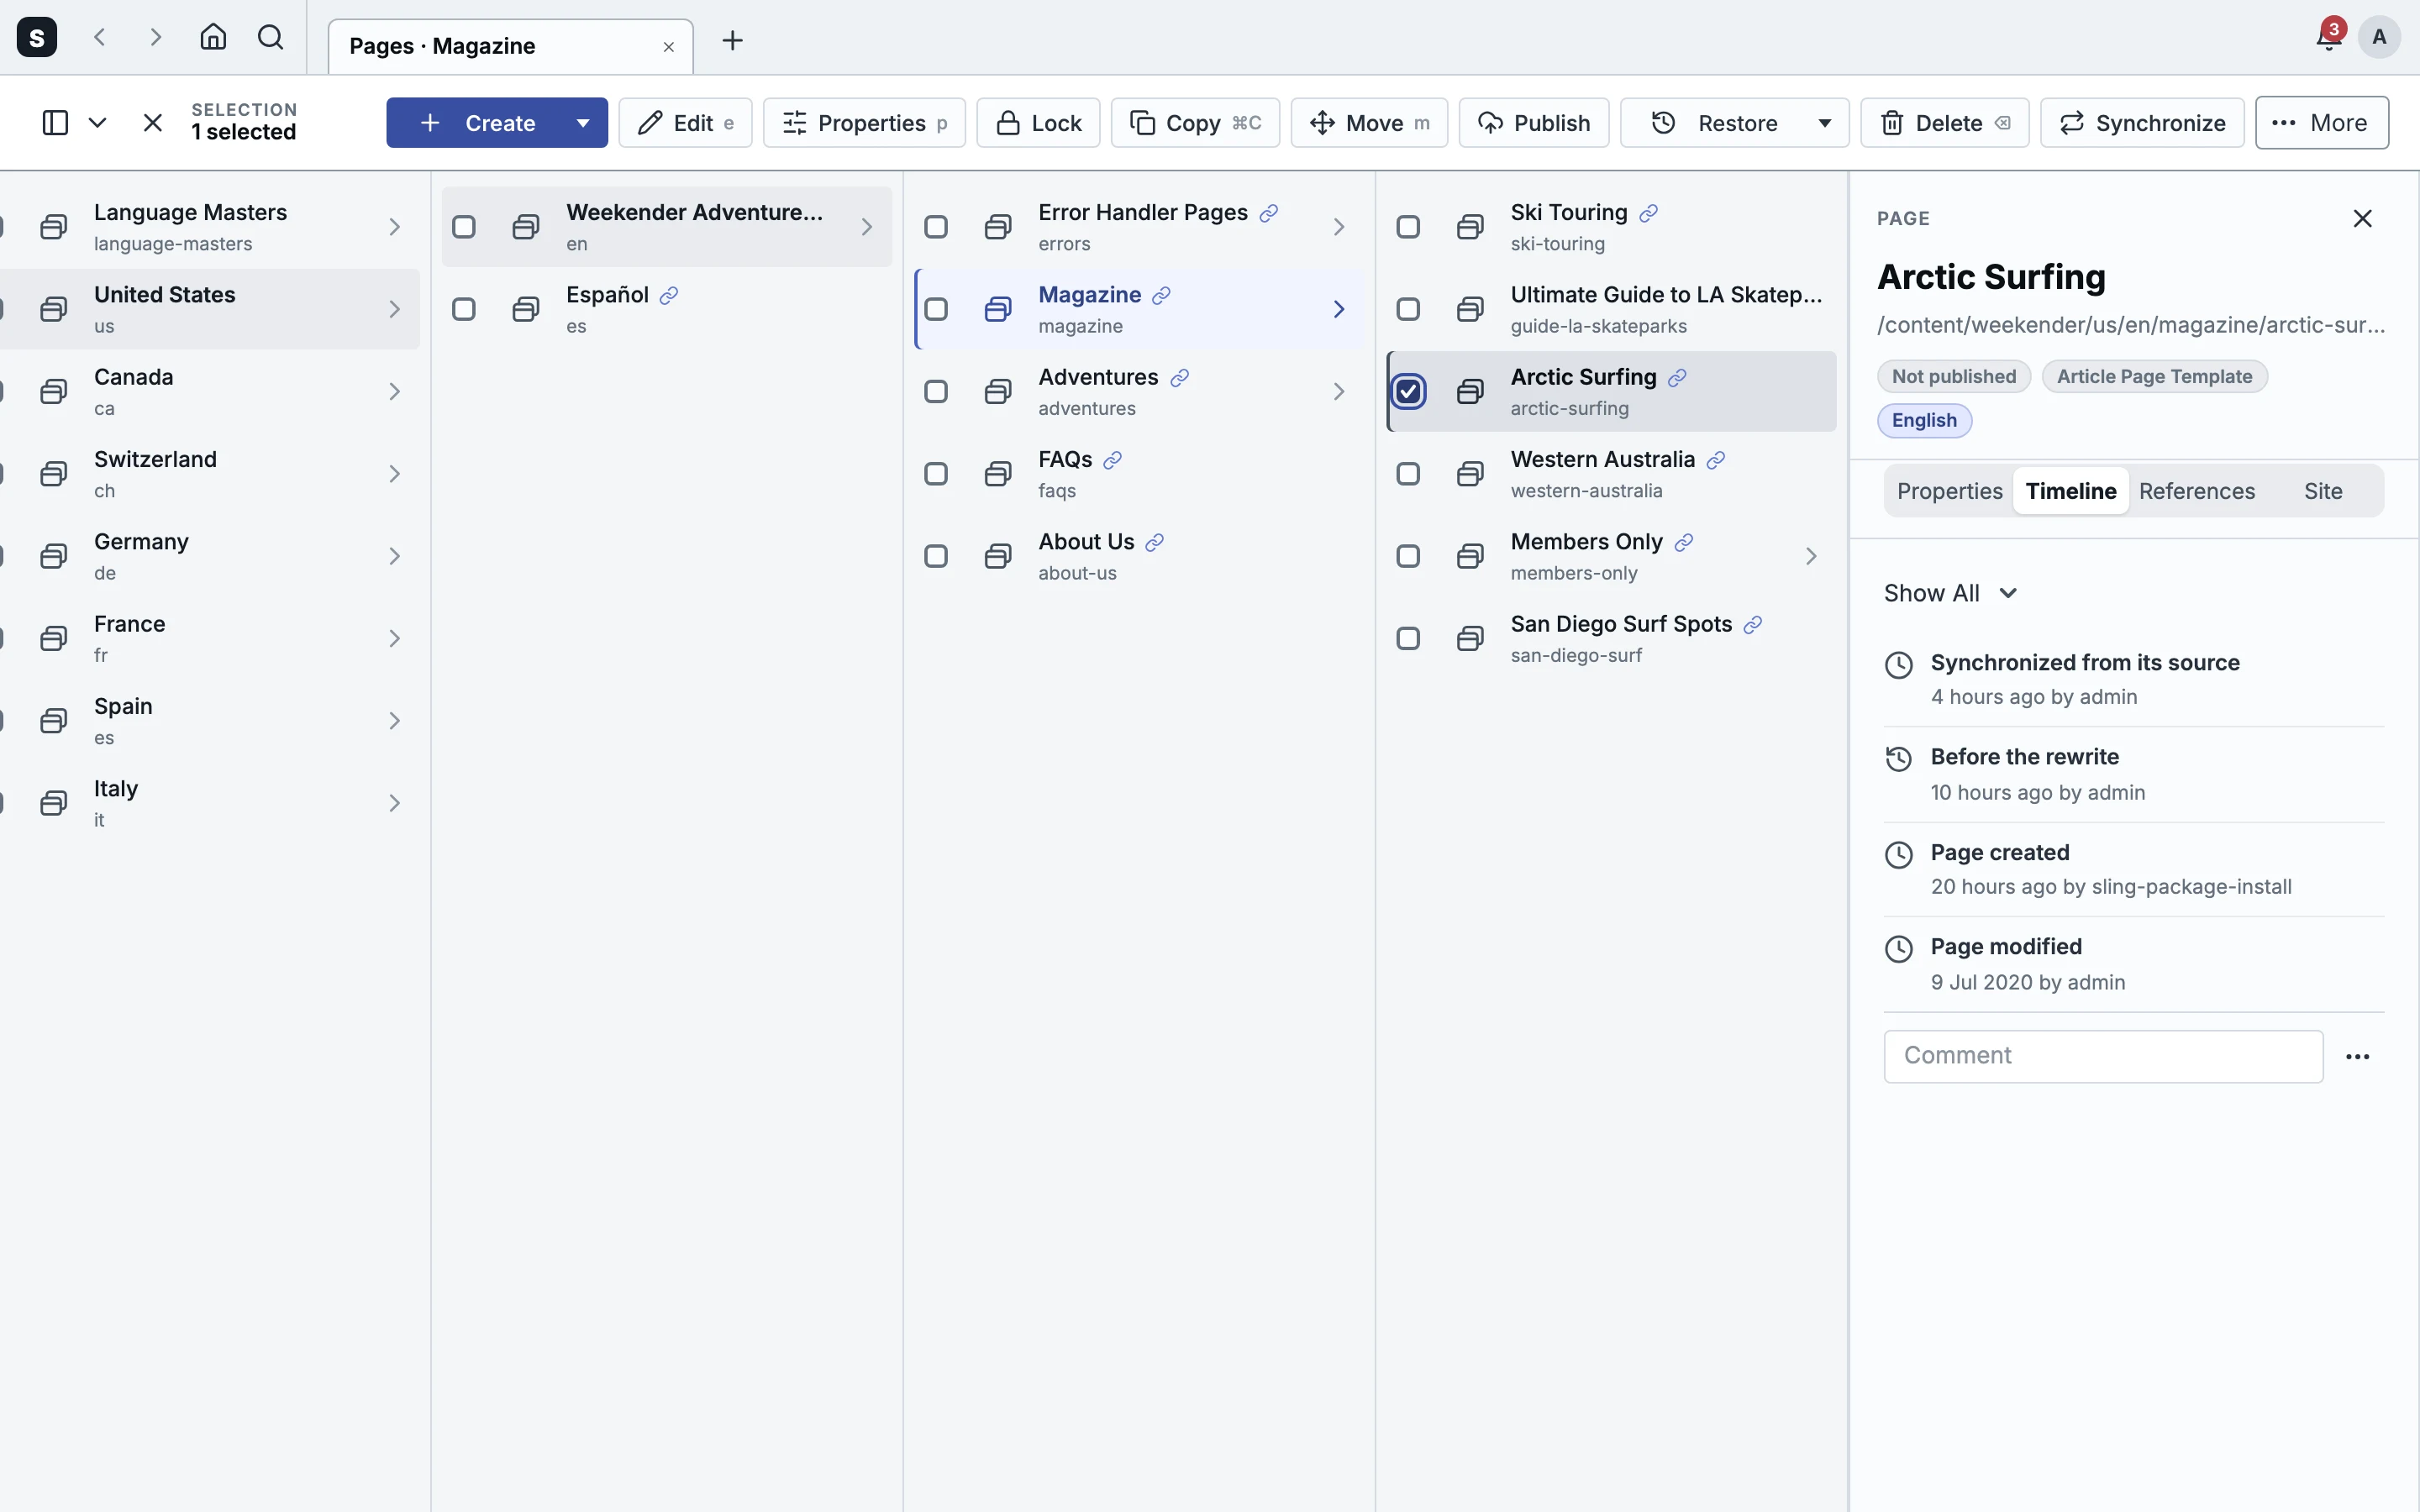 S
Pages · Magazine
3
A
SELECTION
1 selected
Create
Edit e
Properties p
Lock
Copy ⌘C
Move m
Publish
Restore
Delete ⌫
Synchronize
More
Language Masters
language-masters
United States
us
Canada
ca
Switzerland
ch
Germany
de
France
fr
Spain
es
Italy
it
Weekender Adventure...
en
Español
es
Error Handler Pages
errors
Magazine
magazine
Adventures
adventures
FAQs
faqs
About Us
about-us
Ski Touring
ski-touring
Ultimate Guide to LA Skatep...
guide-la-skateparks
Arctic Surfing
arctic-surfing
Western Australia
western-australia
Members Only
members-only
San Diego Surf Spots
san-diego-surf
PAGE
Arctic Surfing
/content/weekender/us/en/magazine/arctic-sur...
Not published
Article Page Template
English
Properties
Timeline
References
Site
Show All
Synchronized from its source
4 hours ago by admin
Before the rewrite
10 hours ago by admin
Page created
20 hours ago by sling-package-install
Page modified
9 Jul 2020 by admin
Comment